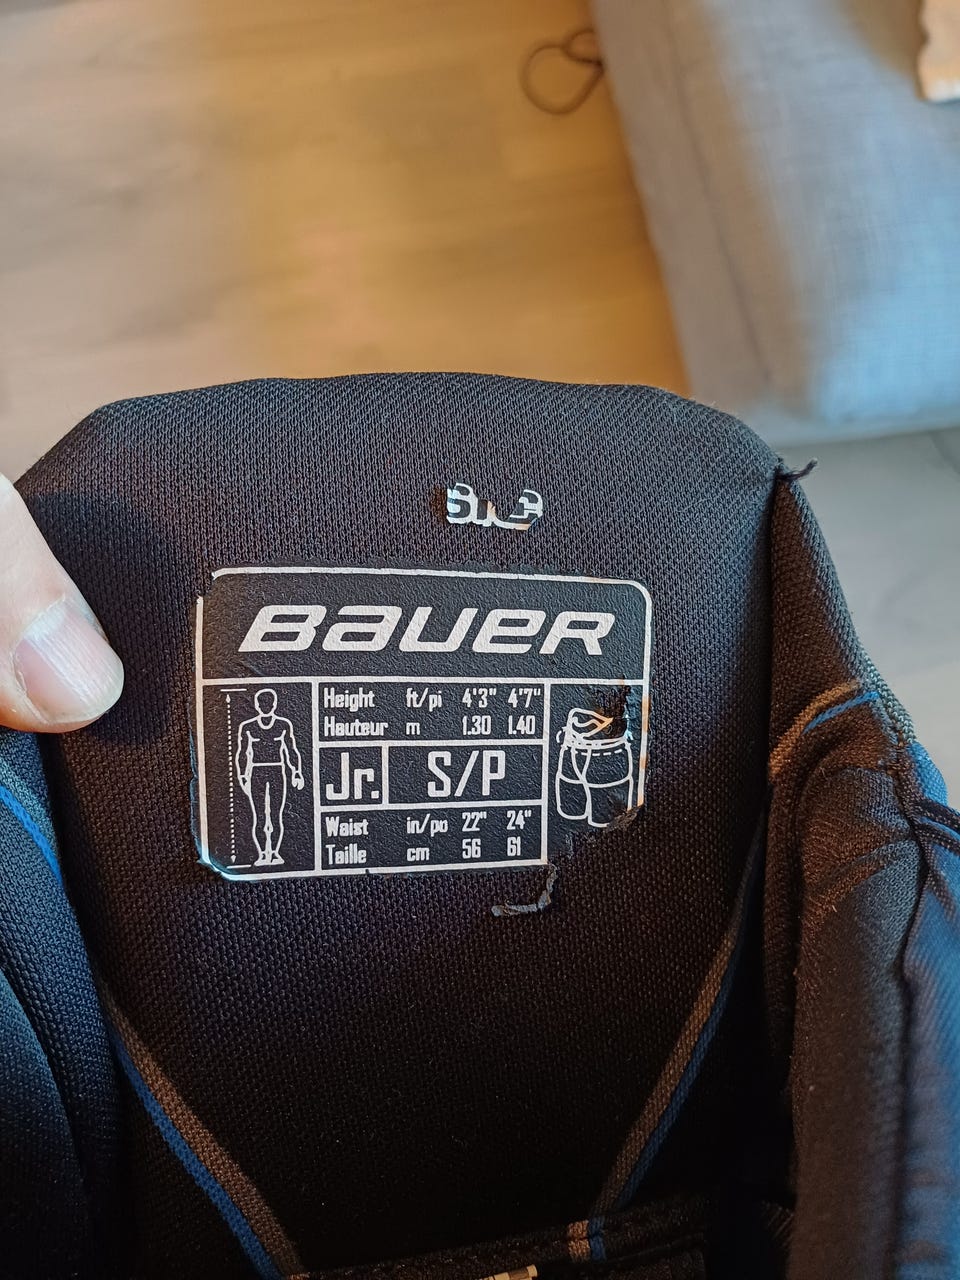 BAUER
Height ft/pi 4'3" 4'7"
Hauteur m 1.30 1.40
Jr. S/P
Waist in/po 22" 24"
Taille cm 56 61